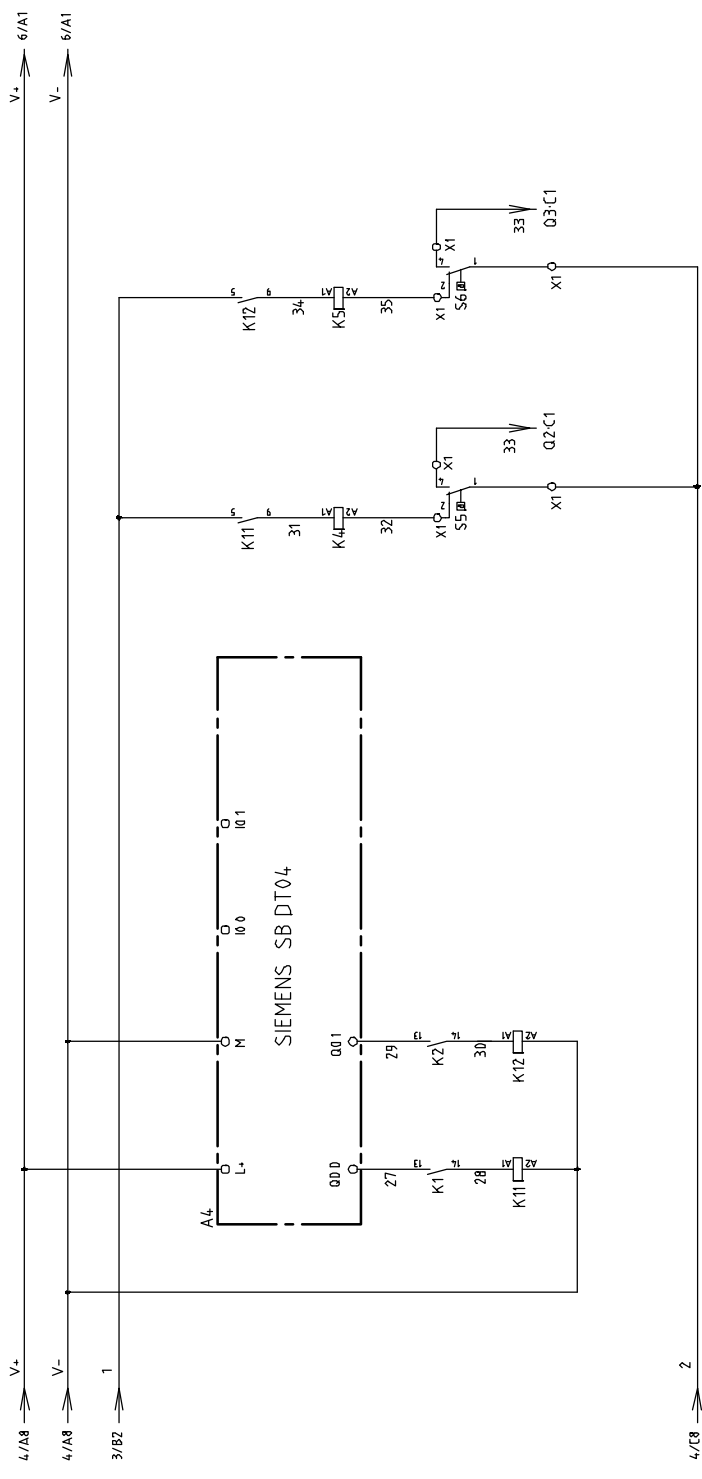 4/A8
V+
V+
6/A1
4/A8
V-
V-
6/A1
3/B2
1
A4
L+
M
I0 0
I0 1
SIEMENS SB DT04
Q0 0
Q0 1
27
29
13
K1
14
13
K2
14
28
30
A1
K11
A2
A1
K12
A2
5
K11
9
5
K12
9
31
34
A1
K4
A2
A1
K5
A2
32
35
X1
2
4
X1
S5
1
X1
33
Q2:C1
X1
2
4
X1
S6
1
X1
33
Q3:C1
4/C8
2